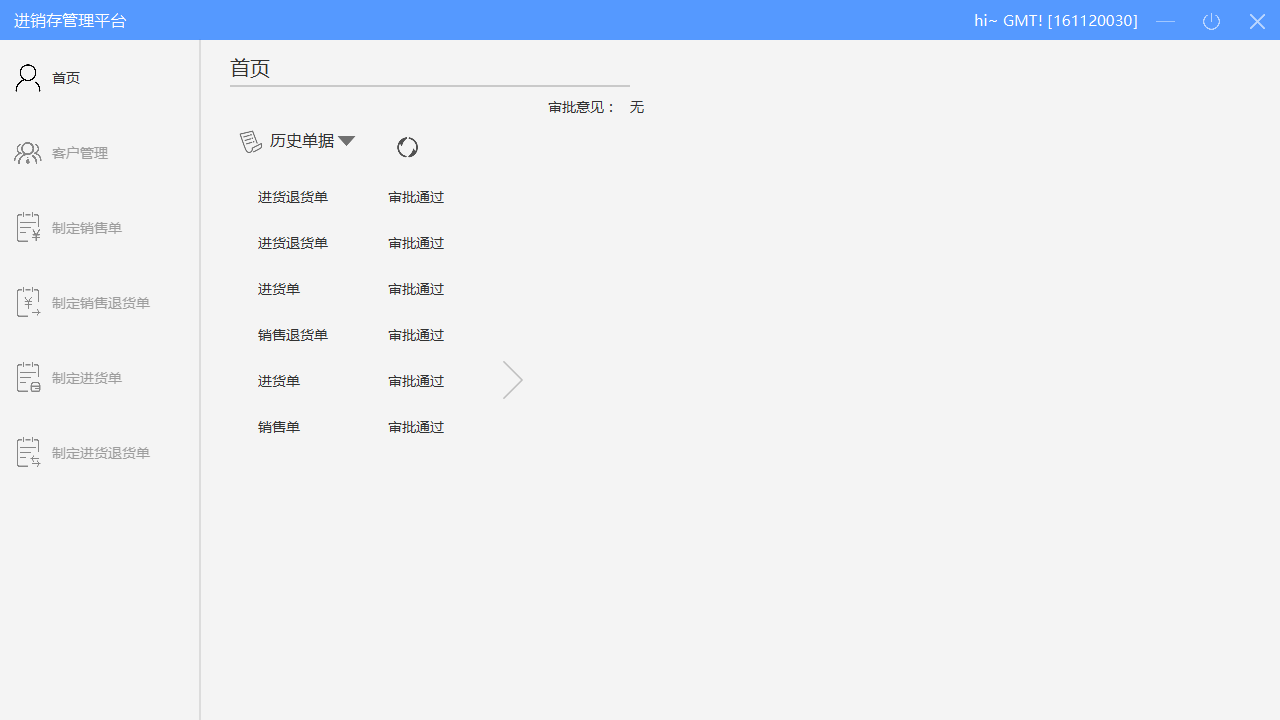 进销存管理平台
hi~ GMT! [161120030]
首页
客户管理
制定销售单
制定销售退货单
制定进货单
制定进货退货单
首页
审批意见： 无
历史单据
进货退货单 审批通过
进货退货单 审批通过
进货单 审批通过
销售退货单 审批通过
进货单 审批通过
销售单 审批通过